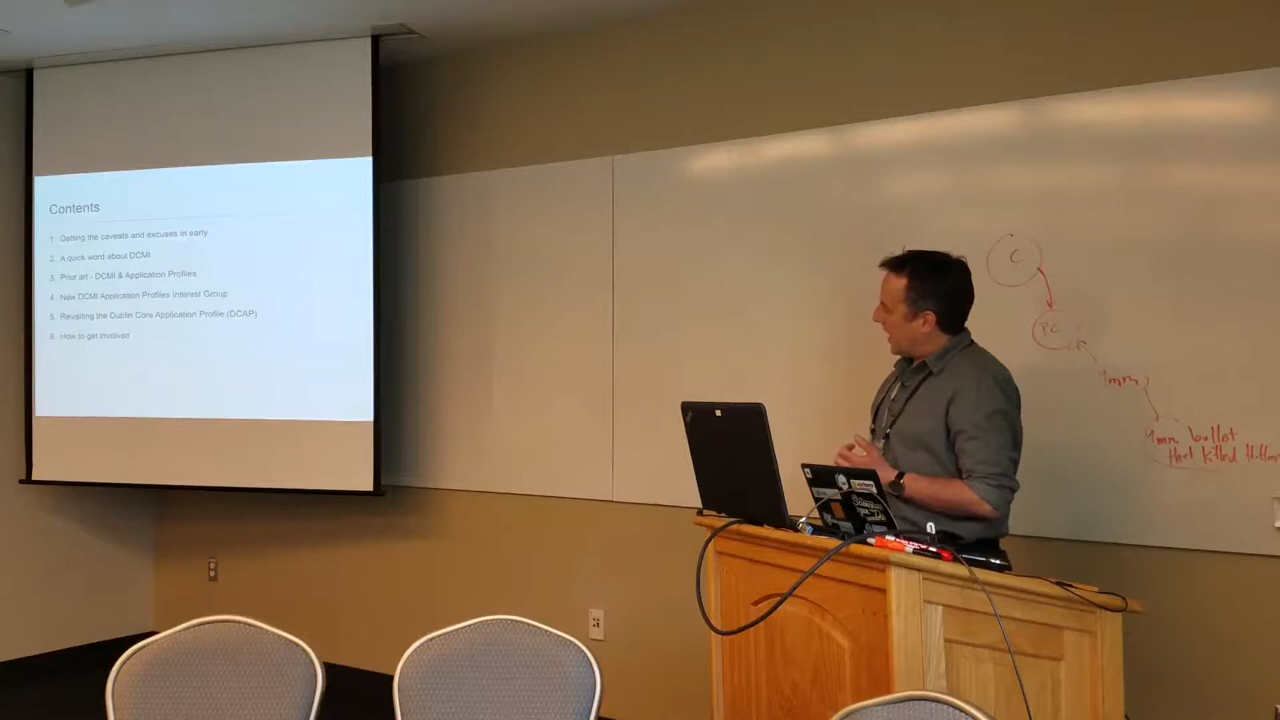 Contents
1. Getting the caveats and excuses in early
2. A quick word about DCMI
3. Prior art - DCMI & Application Profiles
4. New DCMI Application Profiles Interest Group
5. Revisiting the Dublin Core Application Profile (DCAP)
6. How to get involved
C
PC
9mm
9mm bullet
that killed